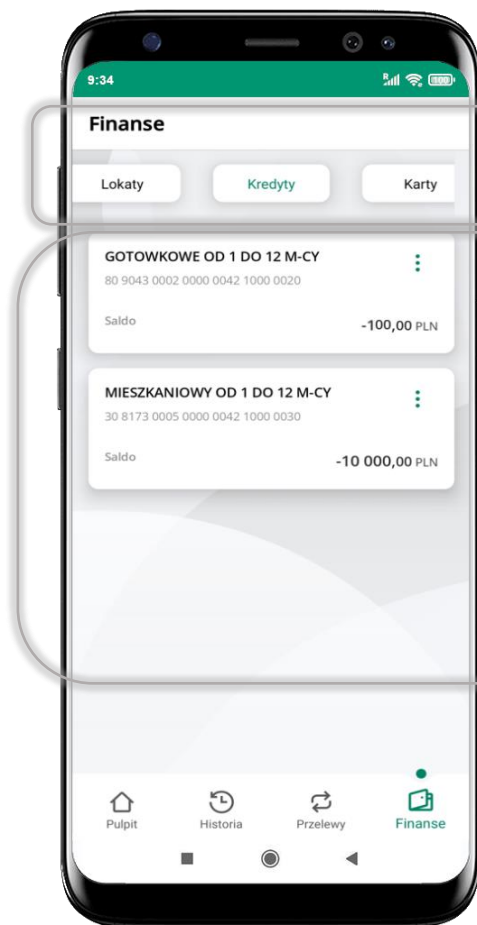 9:34
Finanse
Lokaty
Kredyty
Karty
GOTOWKOWE OD 1 DO 12 M-CY
80 9043 0002 0000 0042 1000 0020
Saldo
-100,00 PLN
MIESZKANIOWY OD 1 DO 12 M-CY
30 8173 0005 0000 0042 1000 0030
Saldo
-10 000,00 PLN
Pulpit
Historia
Przelewy
Finanse